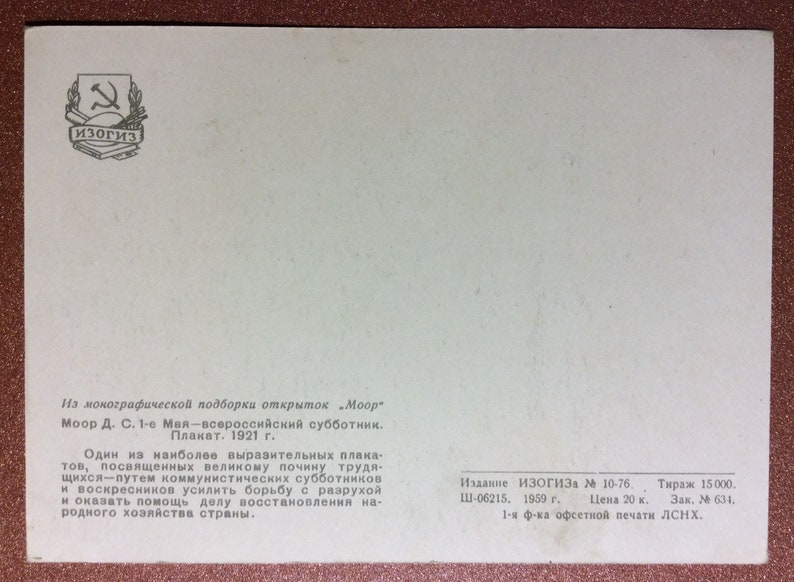 ИЗОГИЗ
Из монографической подборки открыток „Моор“
Моор Д. С. 1-е Мая—всероссийский субботник.
Плакат. 1921 г.
Один из наиболее выразительных плака-
тов, посвященных великому почину трудя-
щихся—путем коммунистических субботников
и воскресников усилить борьбу с разрухой
и оказать помощь делу восстановления на-
родного хозяйства страны.
Издание ИЗОГИЗа № 10-76. Тираж 15 000.
Ш-06215. 1959 г. Цена 20 к. Зак. № 634.
1-я ф-ка офсетной печати ЛСНХ.